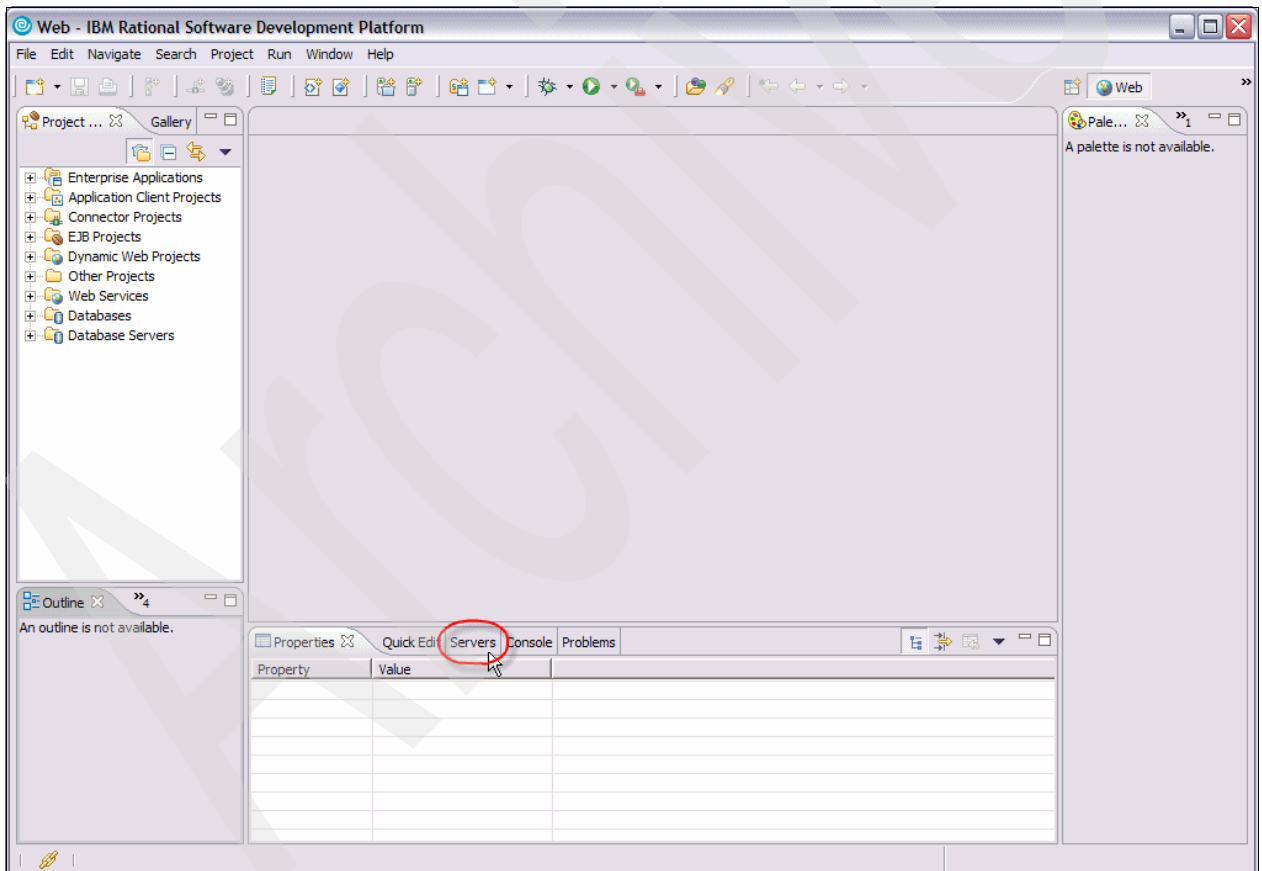 Web - IBM Rational Software Development Platform
File Edit Navigate Search Project Run Window Help
Web
»
Project ...
Gallery
Pale...
»1
A palette is not available.
Enterprise Applications
Application Client Projects
Connector Projects
EJB Projects
Dynamic Web Projects
Other Projects
Web Services
Databases
Database Servers
Outline
»4
An outline is not available.
Properties
Quick Edit
Servers
Console
Problems
Property Value